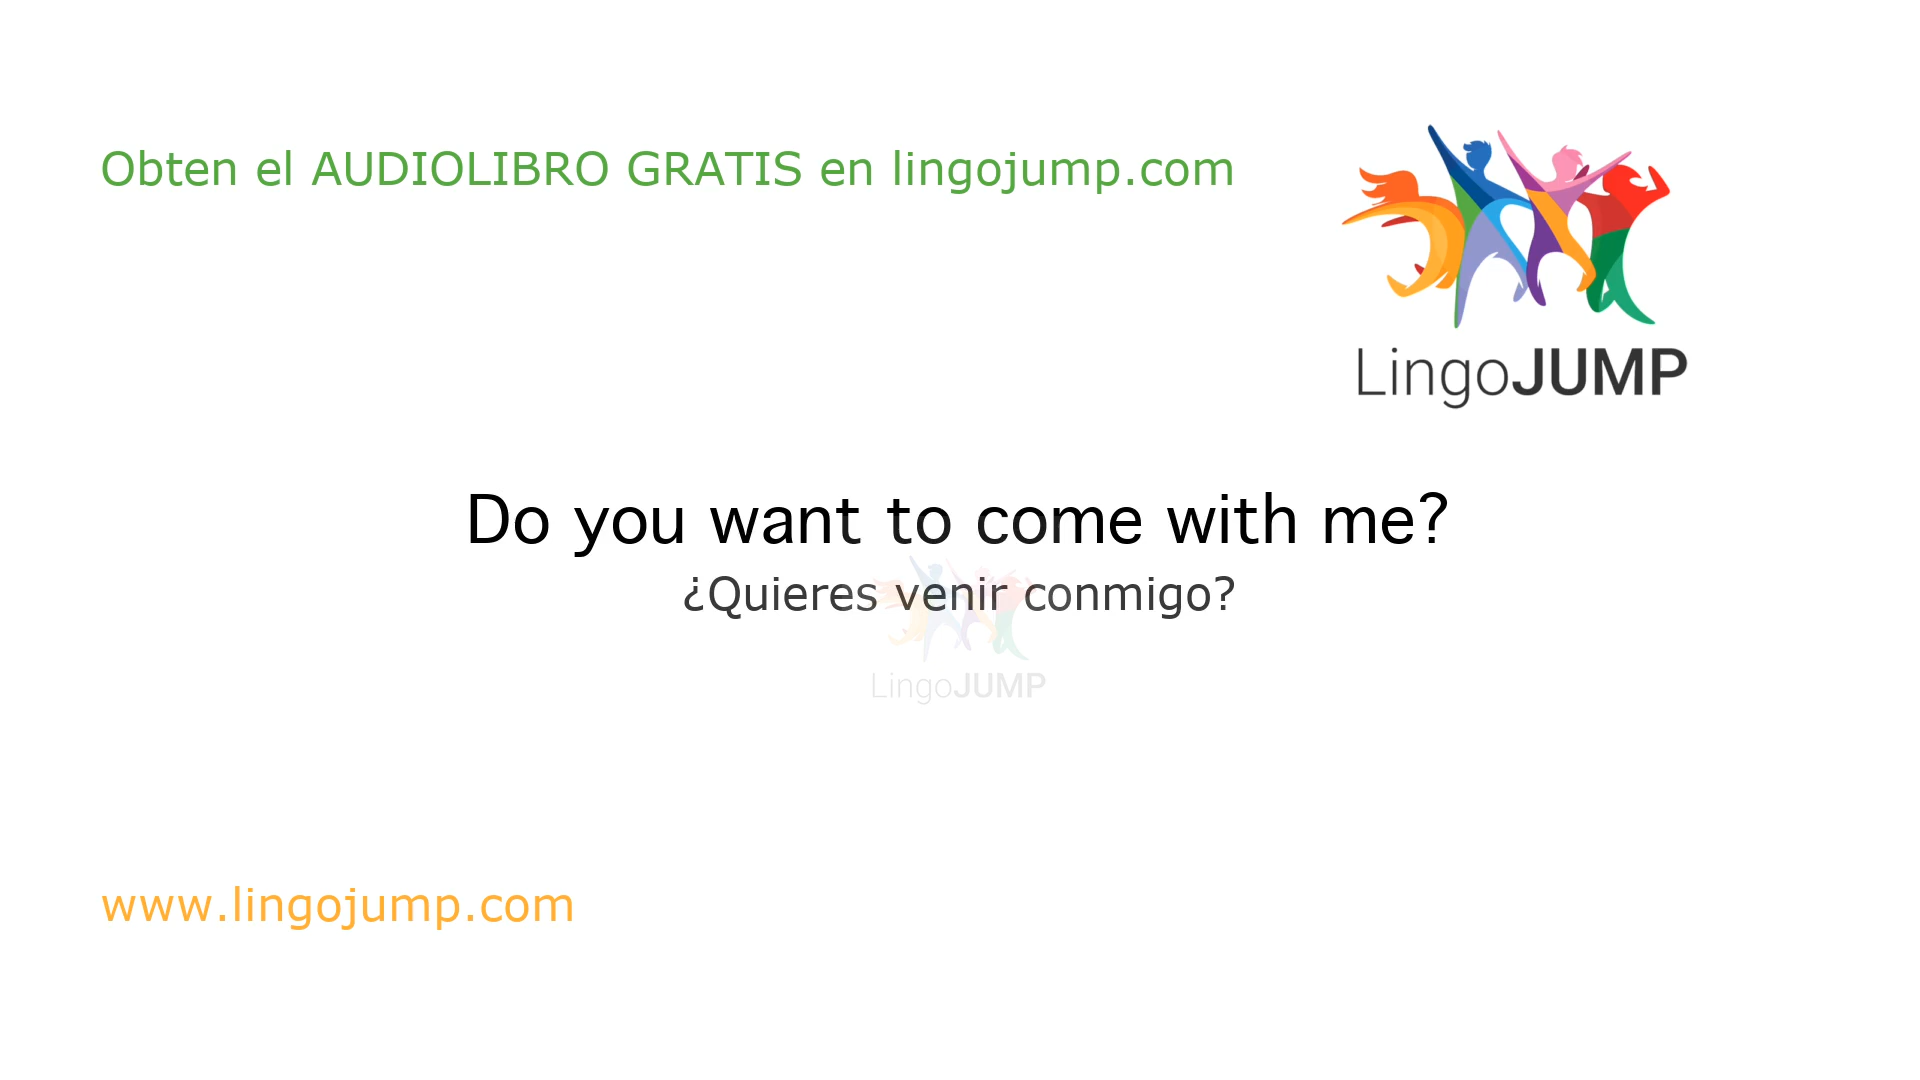 Obten el AUDIOLIBRO GRATIS en lingojump.com
LingoJUMP
Do you want to come with me?
¿Quieres venir conmigo?
LingoJUMP
www.lingojump.com